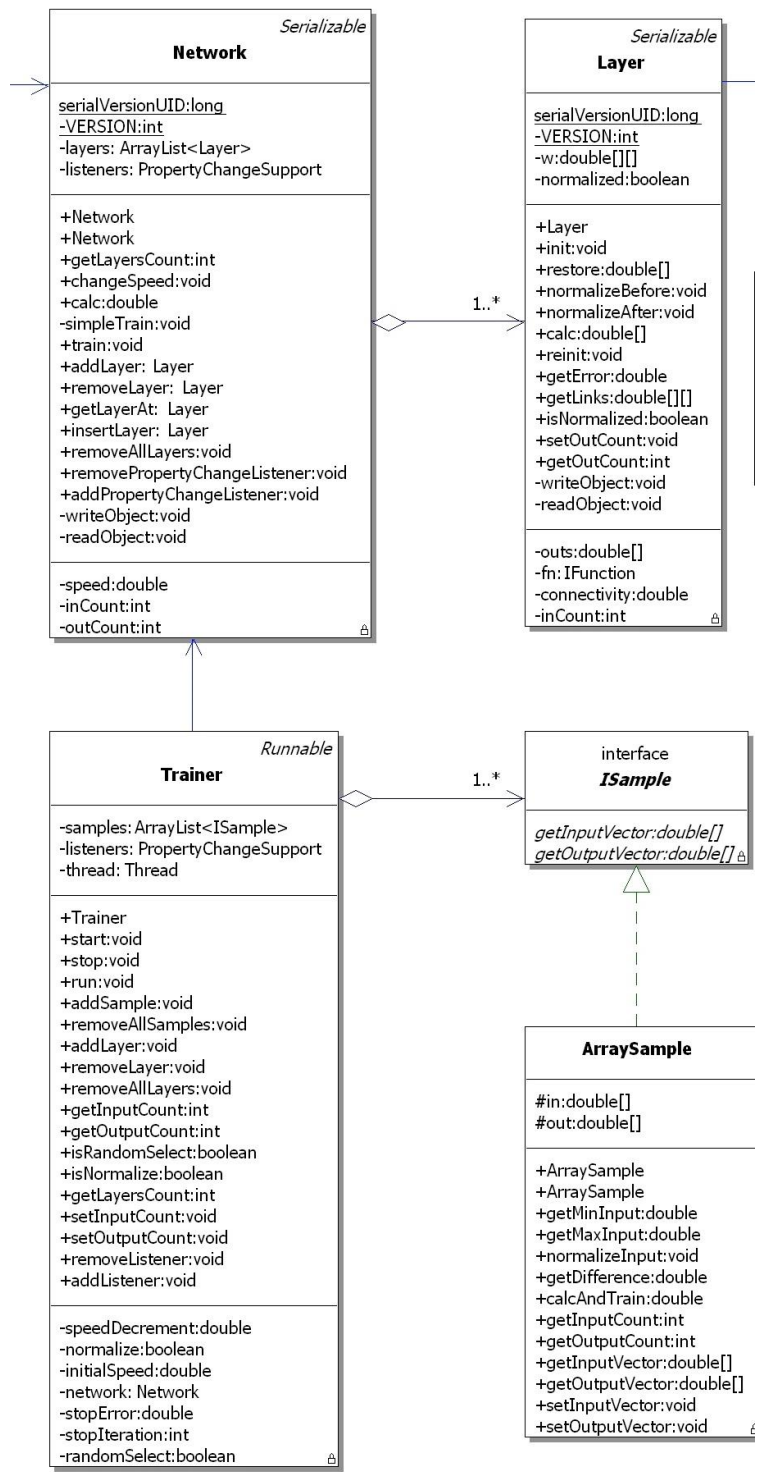 Serializable
Network
serialVersionUID:long
-VERSION:int
-layers: ArrayList<Layer>
-listeners: PropertyChangeSupport
+Network
+Network
+getLayersCount:int
+changeSpeed:void
+calc:double
-simpleTrain:void
+train:void
+addLayer: Layer
+removeLayer: Layer
+getLayerAt: Layer
+insertLayer: Layer
+removeAllLayers:void
+removePropertyChangeListener:void
+addPropertyChangeListener:void
-writeObject:void
-readObject:void
-speed:double
-inCount:int
-outCount:int
1..*
Serializable
Layer
serialVersionUID:long
-VERSION:int
-w:double[][]
-normalized:boolean
+Layer
+init:void
+restore:double[]
+normalizeBefore:void
+normalizeAfter:void
+calc:double[]
+reinit:void
+getError:double
+getLinks:double[][]
+isNormalized:boolean
+setOutCount:void
+getOutCount:int
-writeObject:void
-readObject:void
-outs:double[]
-fn:IFunction
-connectivity:double
-inCount:int
Runnable
Trainer
-samples: ArrayList<ISample>
-listeners: PropertyChangeSupport
-thread: Thread
+Trainer
+start:void
+stop:void
+run:void
+addSample:void
+removeAllSamples:void
+addLayer:void
+removeLayer:void
+removeAllLayers:void
+getInputCount:int
+getOutputCount:int
+isRandomSelect:boolean
+isNormalize:boolean
+getLayersCount:int
+setInputCount:void
+setOutputCount:void
+removeListener:void
+addListener:void
-speedDecrement:double
-normalize:boolean
-initialSpeed:double
-network: Network
-stopError:double
-stopIteration:int
-randomSelect:boolean
1..*
interface
ISample
getInputVector:double[]
getOutputVector:double[]
ArraySample
#in:double[]
#out:double[]
+ArraySample
+ArraySample
+getMinInput:double
+getMaxInput:double
+normalizeInput:void
+getDifference:double
+calcAndTrain:double
+getInputCount:int
+getOutputCount:int
+getInputVector:double[]
+getOutputVector:double[]
+setInputVector:void
+setOutputVector:void